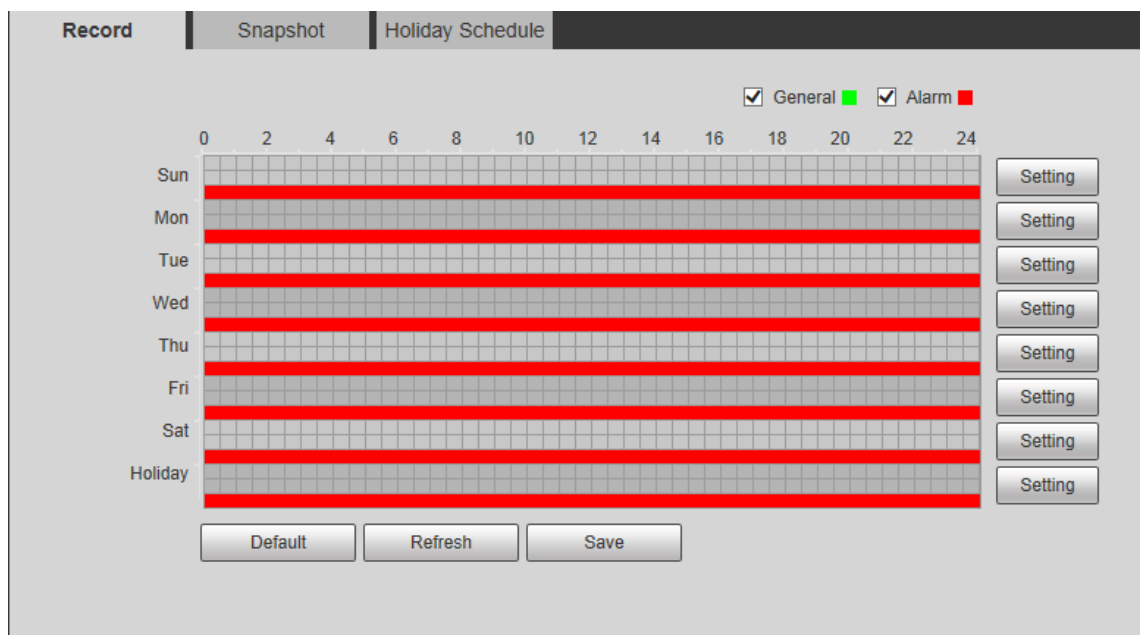 Record Snapshot Holiday Schedule
General Alarm
0 2 4 6 8 10 12 14 16 18 20 22 24
Sun Setting
Mon Setting
Tue Setting
Wed Setting
Thu Setting
Fri Setting
Sat Setting
Holiday Setting
Default Refresh Save